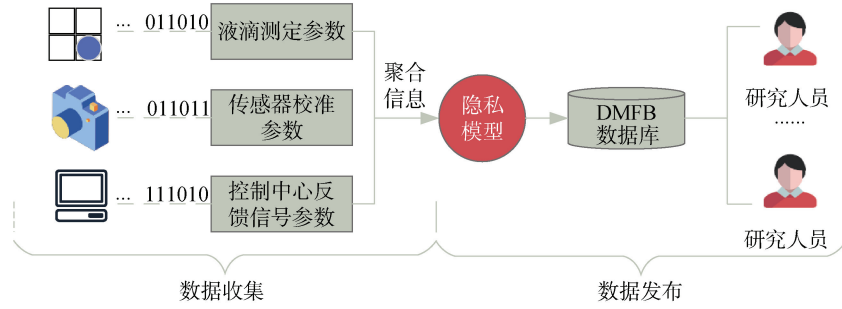 … 011010
液滴测定参数
… 011011
传感器校准
参数
… 111010
控制中心反
馈信号参数
聚合
信息
隐私
模型
DMFB
数据库
研究人员
……
研究人员
数据收集
数据发布